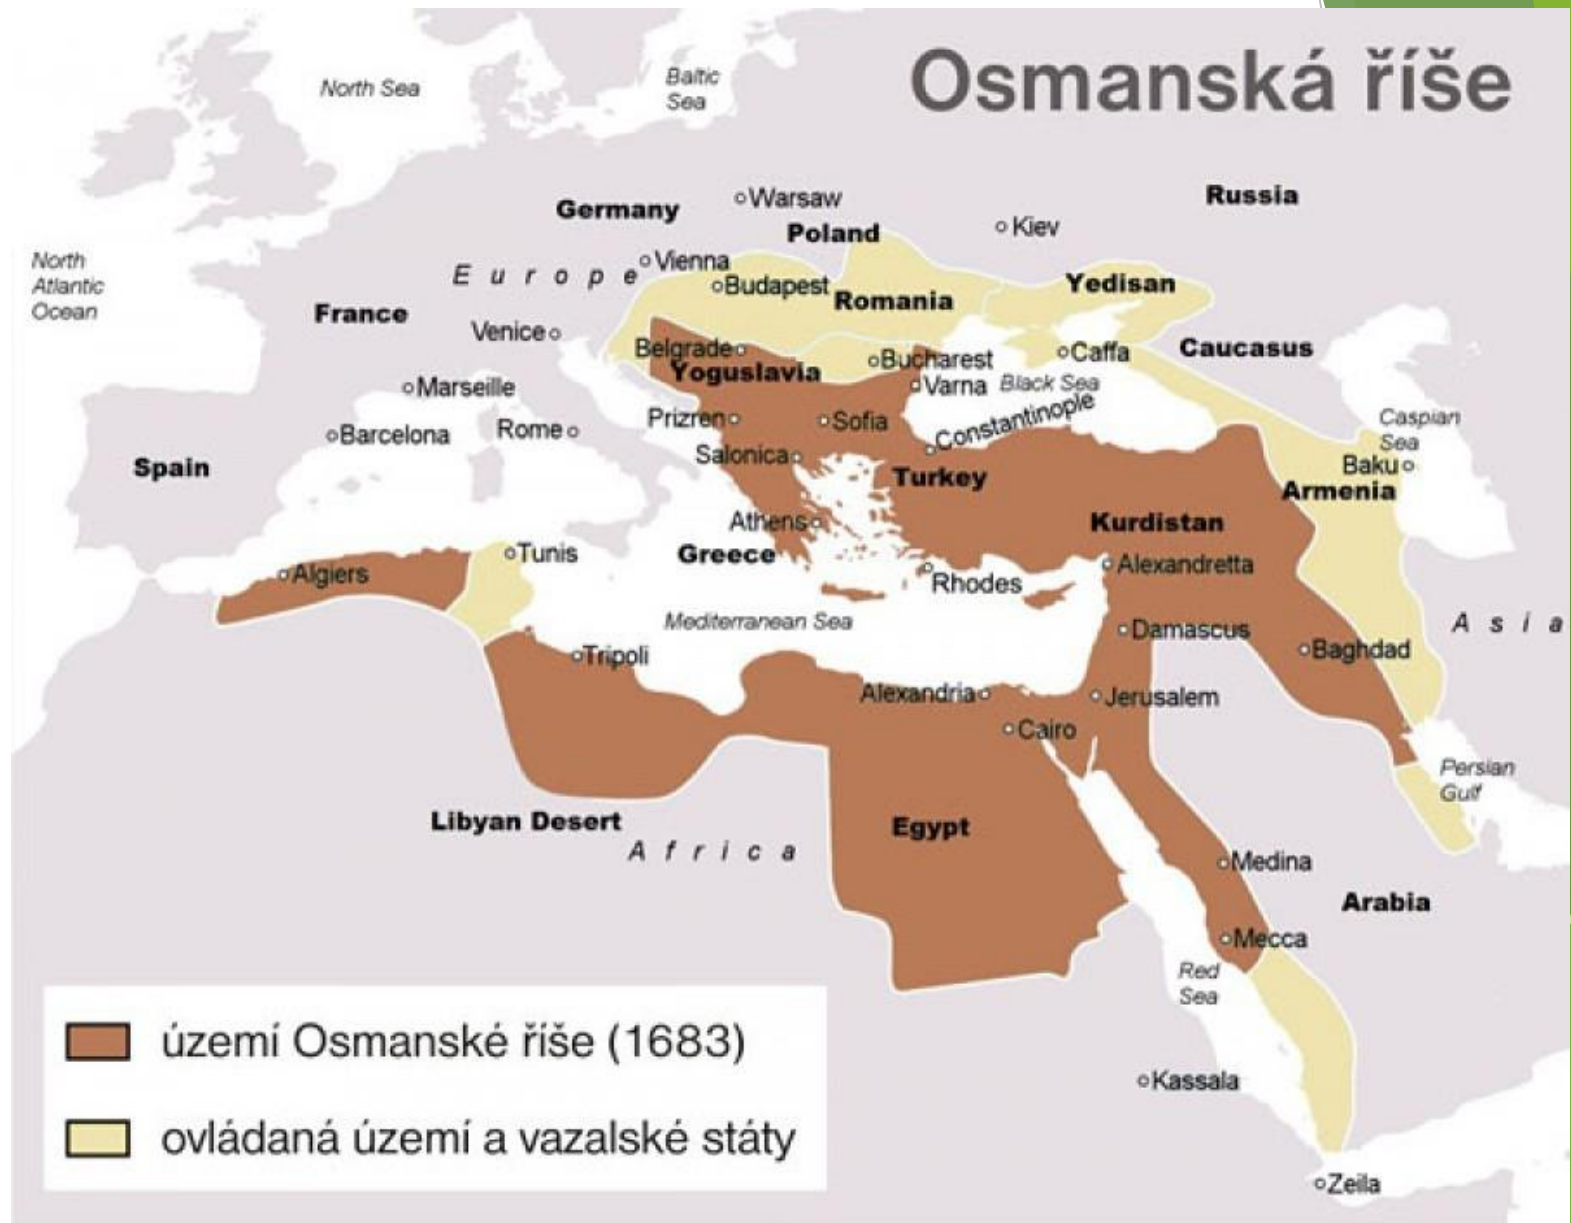 Osmanská říše
North Sea
Baltic
Sea
Russia
Warsaw
Germany
Kiev
Poland
North
Atlantic
Ocean
Vienna
Europe
Budapest
Yedisan
Romania
France
Venice
Belgrade
Bucharest
Caffa
Caucasus
Yoguslavia
Marseille
Varna
Black Sea
Constantinople
Prizren
Sofia
Caspian
Sea
Barcelona
Rome
Salonica
Spain
Turkey
Baku
Armenia
Athens
Kurdistan
Greece
Tunis
Algiers
Alexandretta
Rhodes
Mediterranean Sea
Damascus
Asia
Tripoli
Baghdad
Alexandria
Jerusalem
Cairo
Persian
Gulf
Libyan Desert
Egypt
Africa
Medina
Arabia
Mecca
Red
Sea
Kassala
Zeila
území Osmanské říše (1683)
ovládaná území a vazalské státy